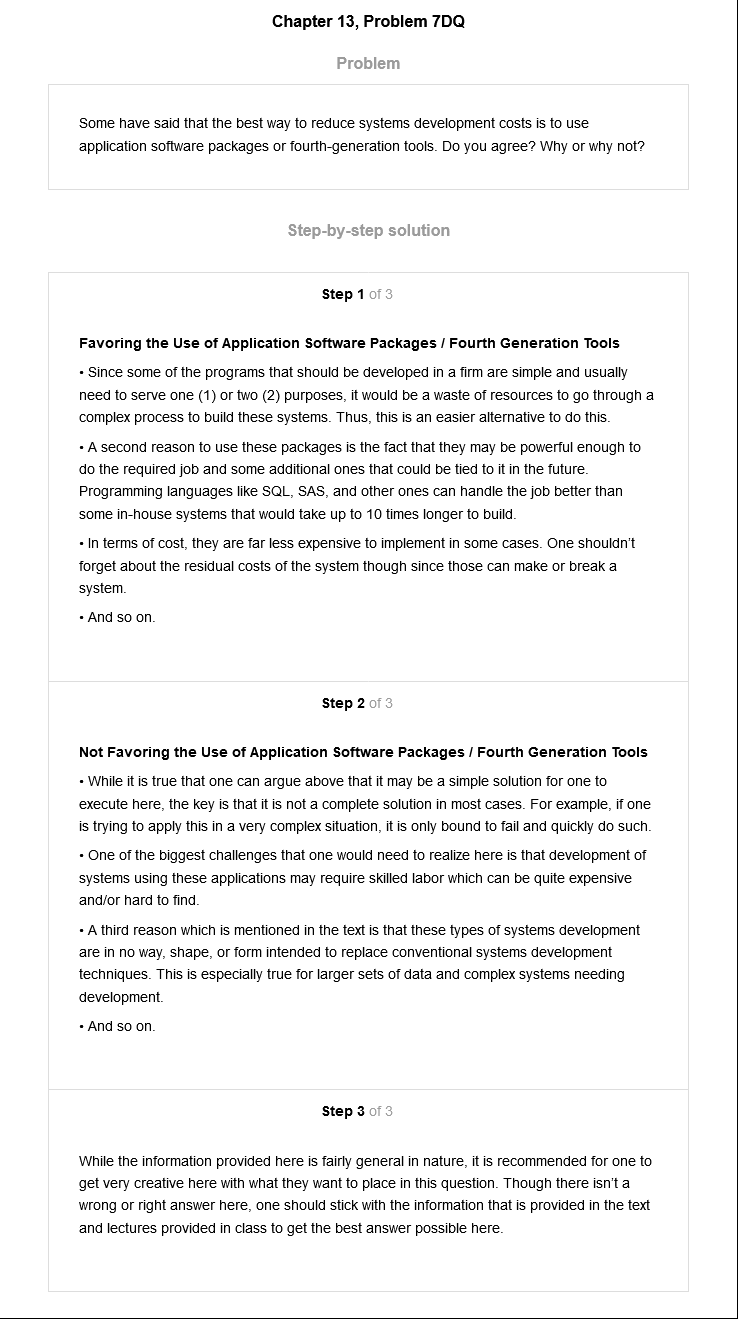 Chapter 13, Problem 7DQ
Problem
Some have said that the best way to reduce systems development costs is to use
application software packages or fourth-generation tools. Do you agree? Why or why not?
Step-by-step solution
Step 1 of 3
Favoring the Use of Application Software Packages / Fourth Generation Tools
• Since some of the programs that should be developed in a firm are simple and usually
need to serve one (1) or two (2) purposes, it would be a waste of resources to go through a
complex process to build these systems. Thus, this is an easier alternative to do this.
• A second reason to use these packages is the fact that they may be powerful enough to
do the required job and some additional ones that could be tied to it in the future.
Programming languages like SQL, SAS, and other ones can handle the job better than
some in-house systems that would take up to 10 times longer to build.
• In terms of cost, they are far less expensive to implement in some cases. One shouldn't
forget about the residual costs of the system though since those can make or break a
system.
• And so on.
Step 2 of 3
Not Favoring the Use of Application Software Packages / Fourth Generation Tools
• While it is true that one can argue above that it may be a simple solution for one to
execute here, the key is that it is not a complete solution in most cases. For example, if one
is trying to apply this in a very complex situation, it is only bound to fail and quickly do such.
• One of the biggest challenges that one would need to realize here is that development of
systems using these applications may require skilled labor which can be quite expensive
and/or hard to find.
• A third reason which is mentioned in the text is that these types of systems development
are in no way, shape, or form intended to replace conventional systems development
techniques. This is especially true for larger sets of data and complex systems needing
development.
• And so on.
Step 3 of 3
While the information provided here is fairly general in nature, it is recommended for one to
get very creative here with what they want to place in this question. Though there isn't a
wrong or right answer here, one should stick with the information that is provided in the text
and lectures provided in class to get the best answer possible here.